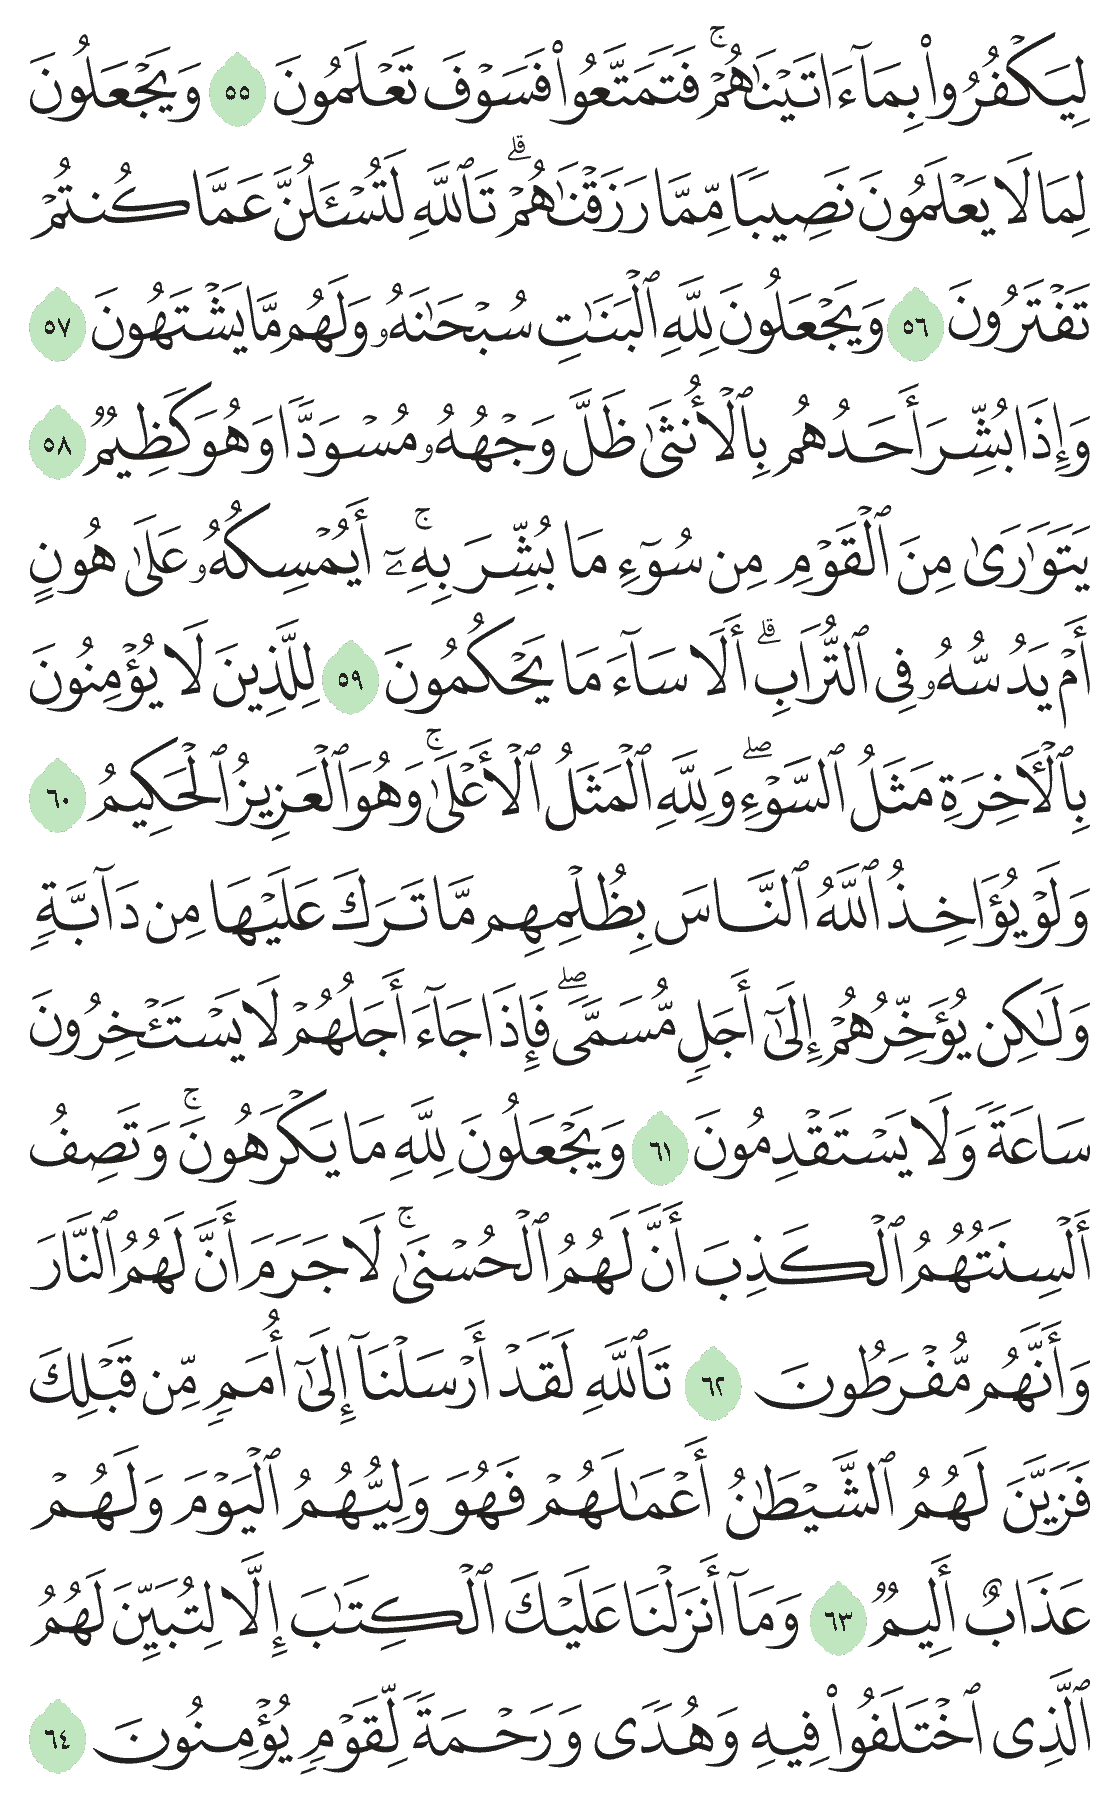 لِيَكۡفُرُواْ بِمَآ ءَاتَيۡنَٰهُمۡۚ فَتَمَتَّعُواْ فَسَوۡفَ تَعۡلَمُونَ ٥٥ وَيَجۡعَلُونَ
لِمَا لَا يَعۡلَمُونَ نَصِيبٗا مِّمَّا رَزَقۡنَٰهُمۡۗ تَٱللَّهِ لَتُسۡـَٔلُنَّ عَمَّا كُنتُمۡ
تَفۡتَرُونَ ٥٦ وَيَجۡعَلُونَ لِلَّهِ ٱلۡبَنَٰتِ سُبۡحَٰنَهُۥ وَلَهُم مَّا يَشۡتَهُونَ ٥٧
وَإِذَا بُشِّرَ أَحَدُهُم بِٱلۡأُنثَىٰ ظَلَّ وَجۡهُهُۥ مُسۡوَدّٗا وَهُوَ كَظِيمٞ ٥٨
يَتَوَٰرَىٰ مِنَ ٱلۡقَوۡمِ مِن سُوٓءِ مَا بُشِّرَ بِهِۦٓۚ أَيُمۡسِكُهُۥ عَلَىٰ هُونٍ
أَمۡ يَدُسُّهُۥ فِي ٱلتُّرَابِۗ أَلَا سَآءَ مَا يَحۡكُمُونَ ٥٩ لِلَّذِينَ لَا يُؤۡمِنُونَ
بِٱلۡأٓخِرَةِ مَثَلُ ٱلسَّوۡءِۖ وَلِلَّهِ ٱلۡمَثَلُ ٱلۡأَعۡلَىٰۚ وَهُوَ ٱلۡعَزِيزُ ٱلۡحَكِيمُ ٦٠
وَلَوۡ يُؤَاخِذُ ٱللَّهُ ٱلنَّاسَ بِظُلۡمِهِم مَّا تَرَكَ عَلَيۡهَا مِن دَآبَّةٖ
وَلَٰكِن يُؤَخِّرُهُمۡ إِلَىٰٓ أَجَلٖ مُّسَمّٗىۖ فَإِذَا جَآءَ أَجَلُهُمۡ لَا يَسۡتَـٔۡخِرُونَ
سَاعَةٗ وَلَا يَسۡتَقۡدِمُونَ ٦١ وَيَجۡعَلُونَ لِلَّهِ مَا يَكۡرَهُونَۚ وَتَصِفُ
أَلۡسِنَتُهُمُ ٱلۡكَذِبَ أَنَّ لَهُمُ ٱلۡحُسۡنَىٰۚ لَا جَرَمَ أَنَّ لَهُمُ ٱلنَّارَ
وَأَنَّهُم مُّفۡرَطُونَ ٦٢ تَٱللَّهِ لَقَدۡ أَرۡسَلۡنَآ إِلَىٰٓ أُمَمٖ مِّن قَبۡلِكَ
فَزَيَّنَ لَهُمُ ٱلشَّيۡطَٰنُ أَعۡمَٰلَهُمۡ فَهُوَ وَلِيُّهُمُ ٱلۡيَوۡمَ وَلَهُمۡ
عَذَابٌ أَلِيمٞ ٦٣ وَمَآ أَنزَلۡنَا عَلَيۡكَ ٱلۡكِتَٰبَ إِلَّا لِتُبَيِّنَ لَهُمُ
ٱلَّذِي ٱخۡتَلَفُواْ فِيهِ وَهُدٗى وَرَحۡمَةٗ لِّقَوۡمٖ يُؤۡمِنُونَ ٦٤